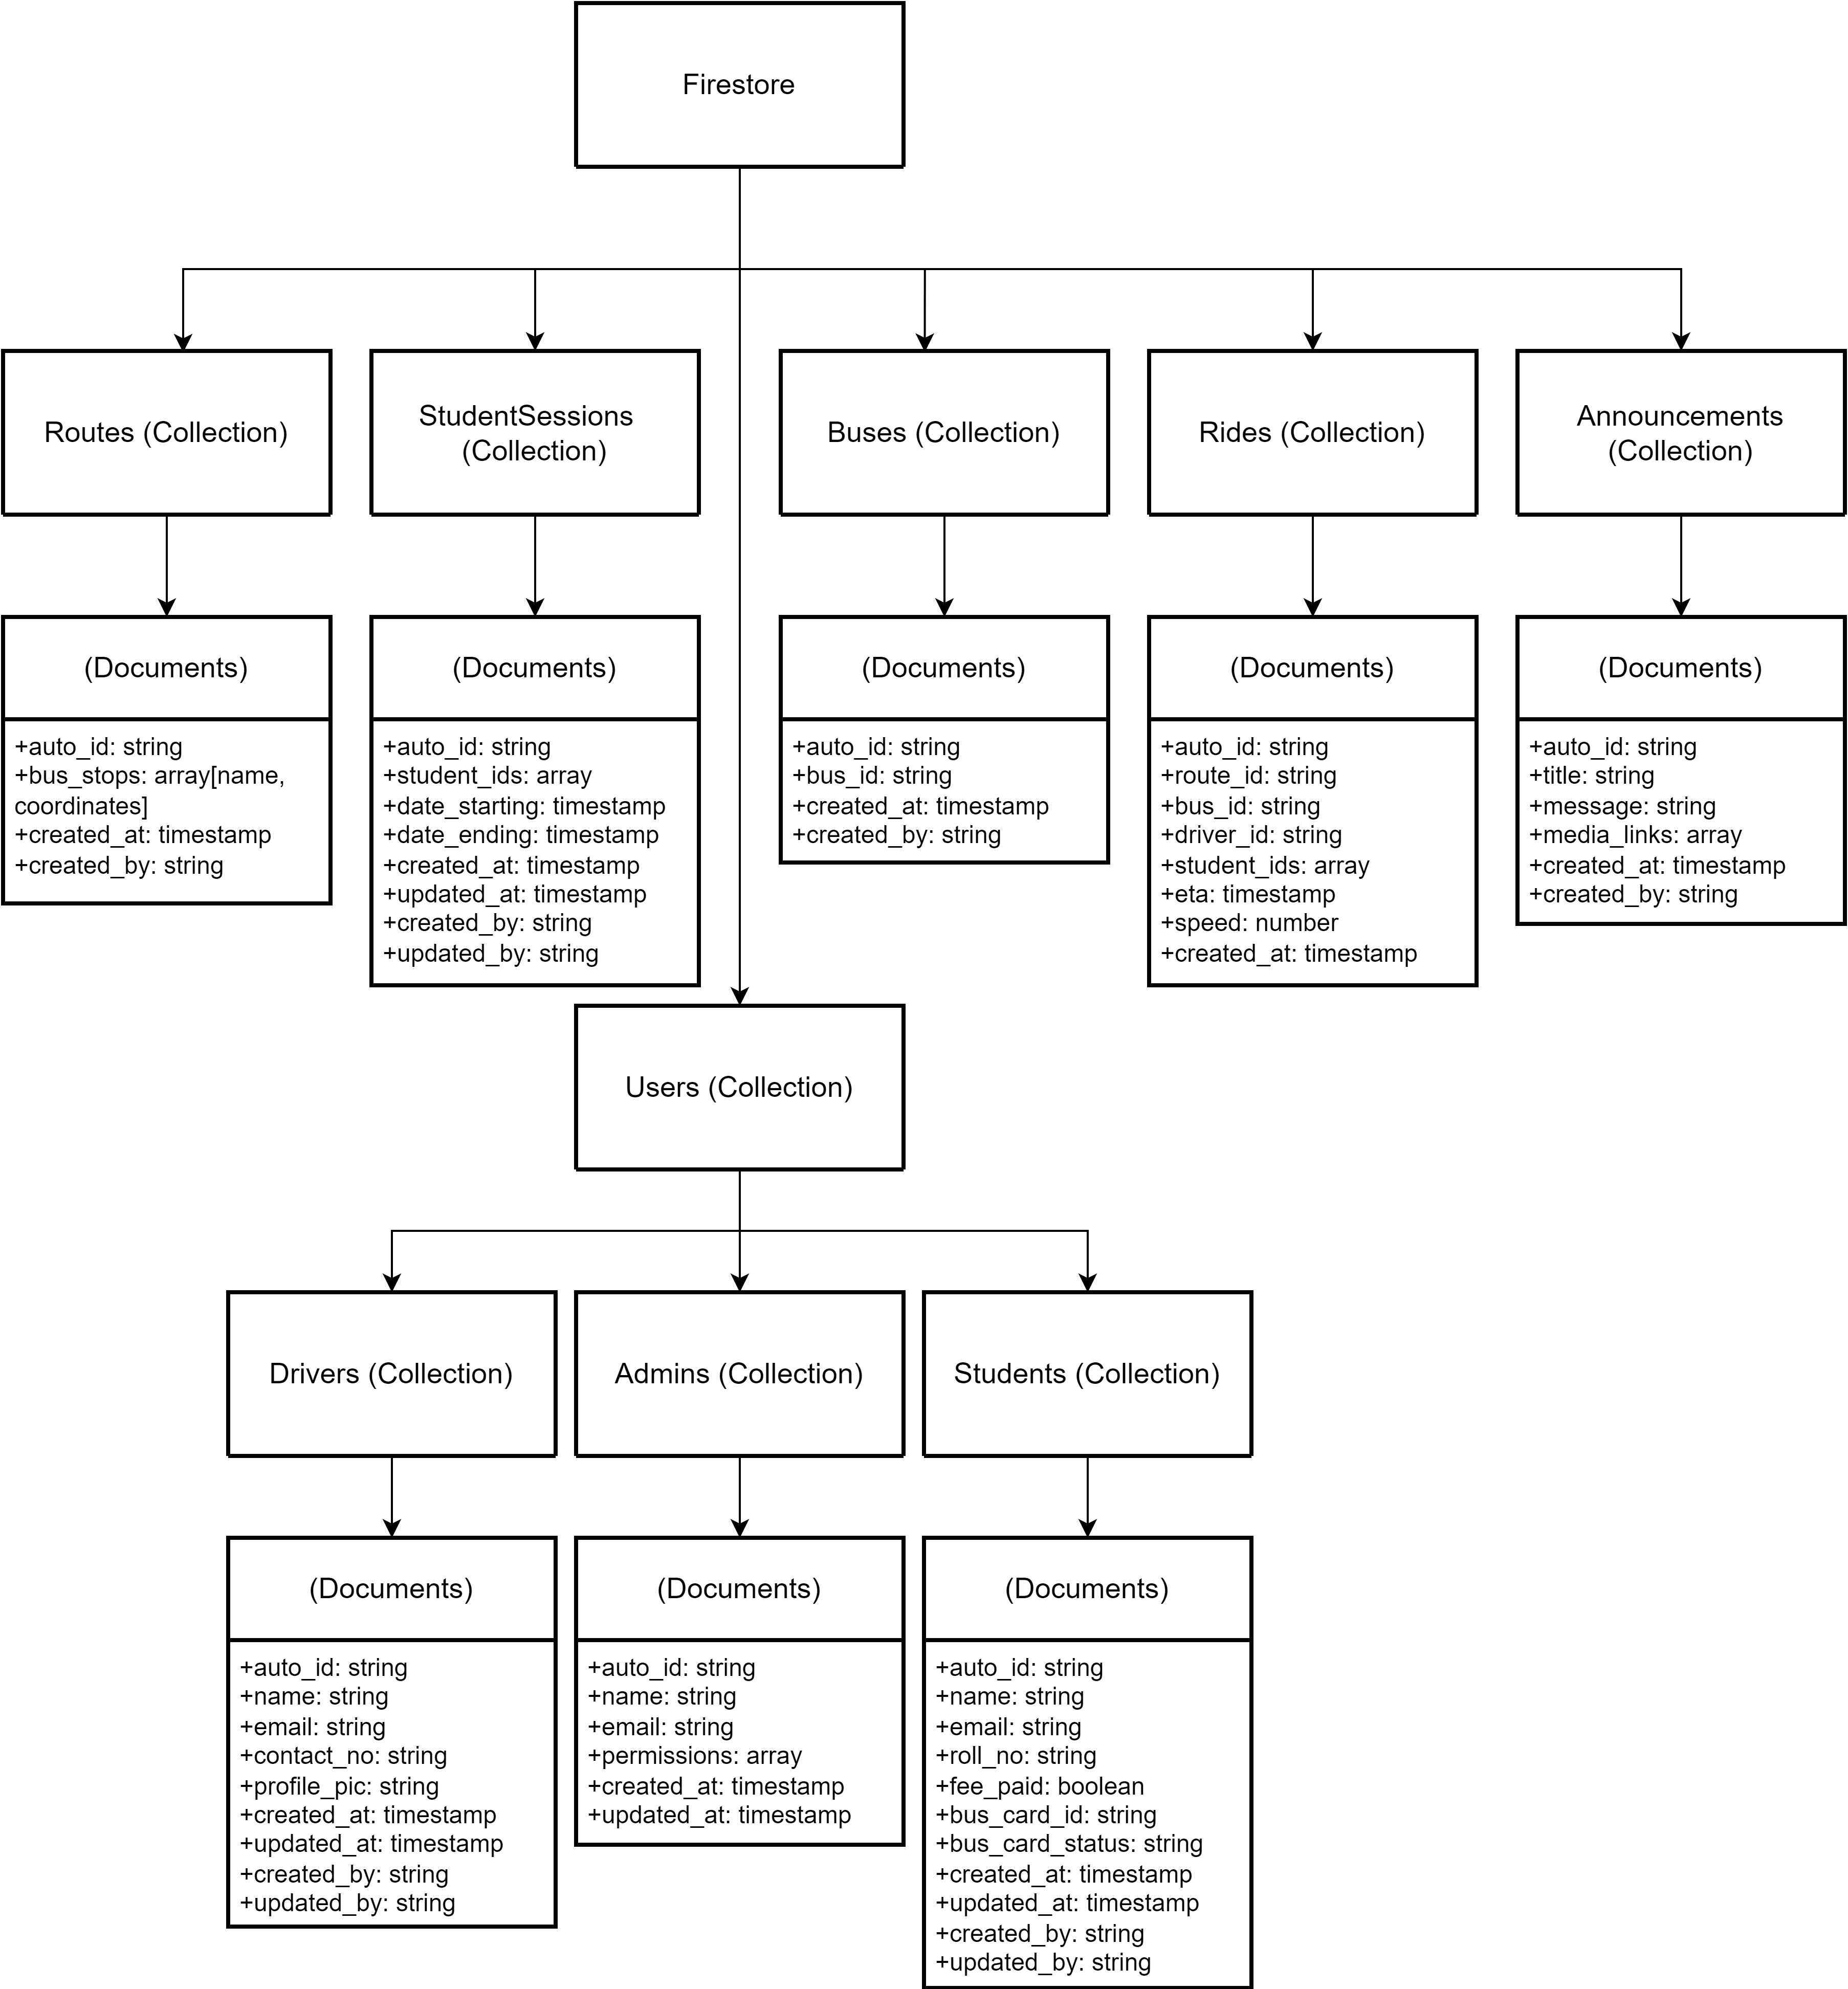 Firestore
Routes (Collection)
StudentSessions
(Collection)
Buses (Collection)
Rides (Collection)
Announcements
(Collection)
(Documents)
+auto_id: string
+bus_stops: array[name,
coordinates]
+created_at: timestamp
+created_by: string
(Documents)
+auto_id: string
+student_ids: array
+date_starting: timestamp
+date_ending: timestamp
+created_at: timestamp
+updated_at: timestamp
+created_by: string
+updated_by: string
(Documents)
+auto_id: string
+bus_id: string
+created_at: timestamp
+created_by: string
(Documents)
+auto_id: string
+route_id: string
+bus_id: string
+driver_id: string
+student_ids: array
+eta: timestamp
+speed: number
+created_at: timestamp
(Documents)
+auto_id: string
+title: string
+message: string
+media_links: array
+created_at: timestamp
+created_by: string
Users (Collection)
Drivers (Collection)
Admins (Collection)
Students (Collection)
(Documents)
+auto_id: string
+name: string
+email: string
+contact_no: string
+profile_pic: string
+created_at: timestamp
+updated_at: timestamp
+created_by: string
+updated_by: string
(Documents)
+auto_id: string
+name: string
+email: string
+permissions: array
+created_at: timestamp
+updated_at: timestamp
(Documents)
+auto_id: string
+name: string
+email: string
+roll_no: string
+fee_paid: boolean
+bus_card_id: string
+bus_card_status: string
+created_at: timestamp
+updated_at: timestamp
+created_by: string
+updated_by: string